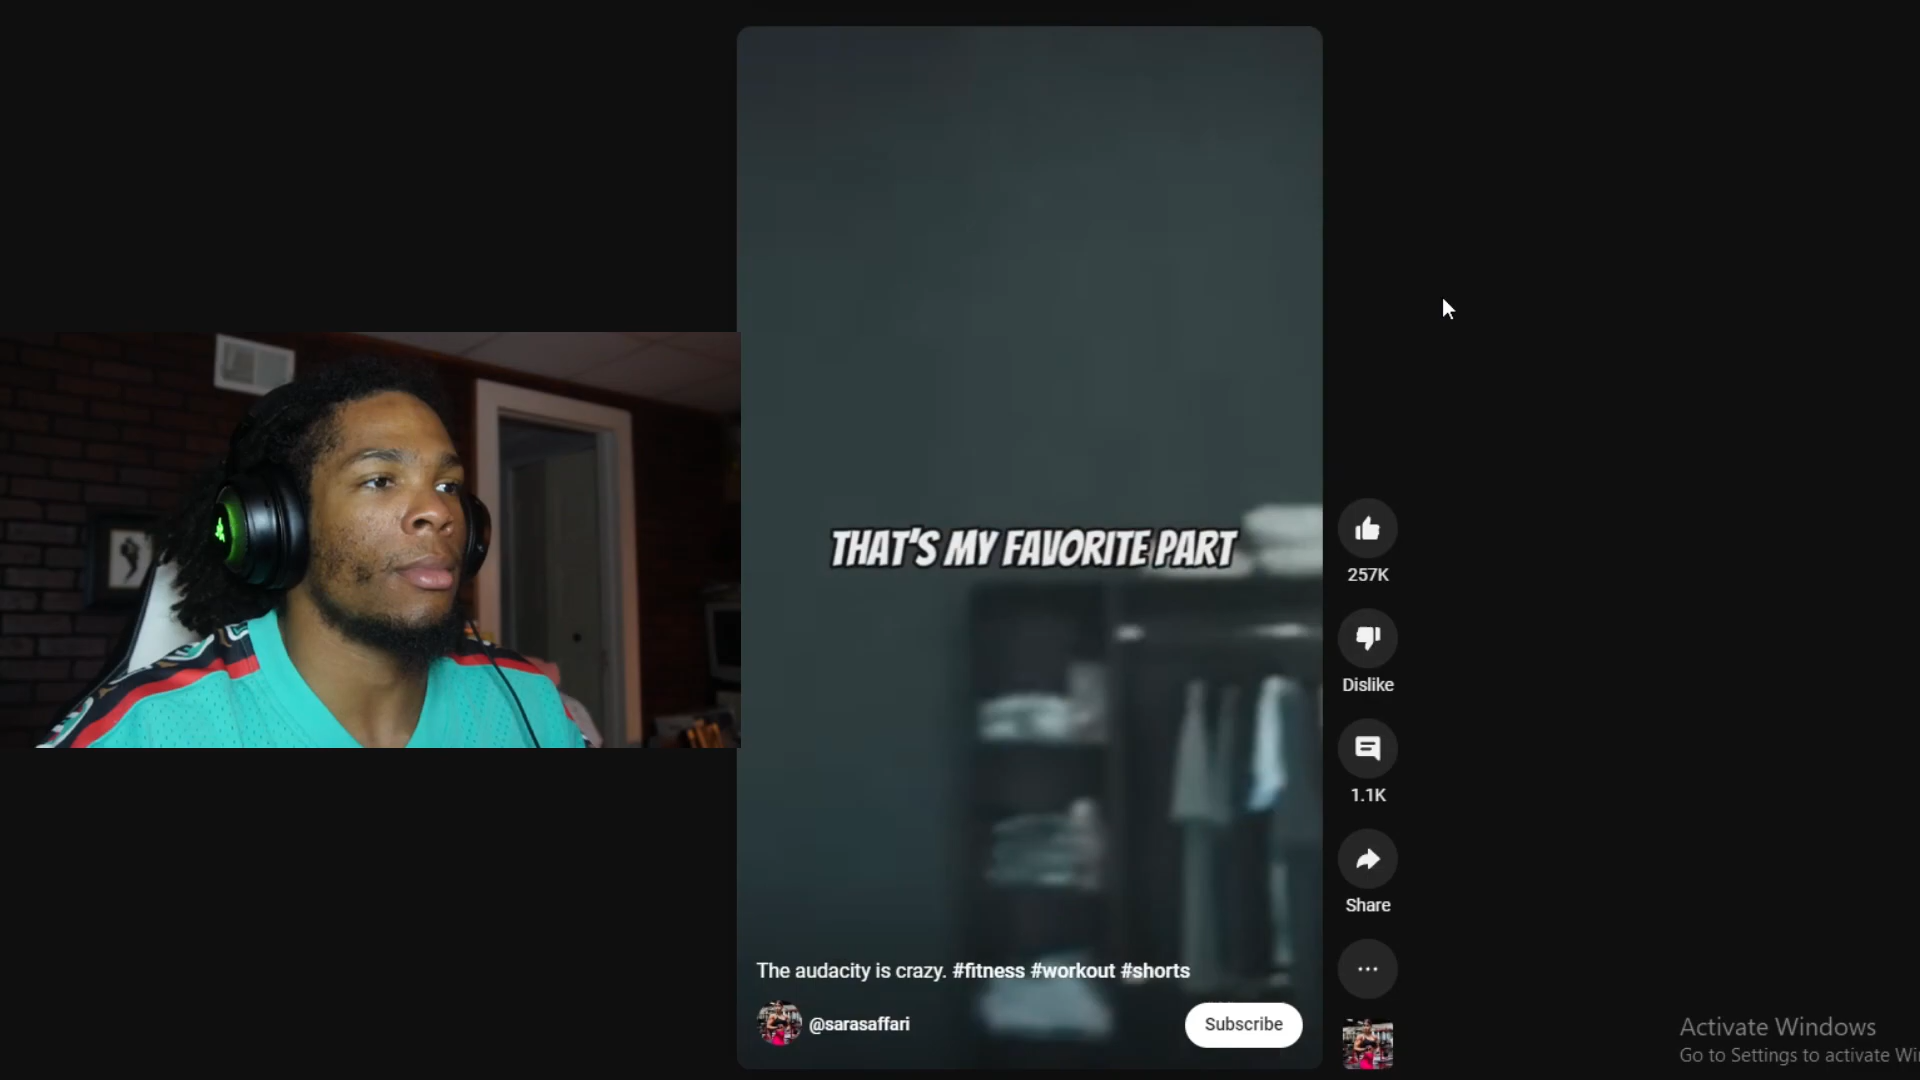 THAT'S MY FAVORITE PART
257K
Dislike
1.1K
Share
The audacity is crazy. #fitness #workout #shorts
@sarasaffari
Subscribe
Activate Windows
Go to Settings to activate Wi